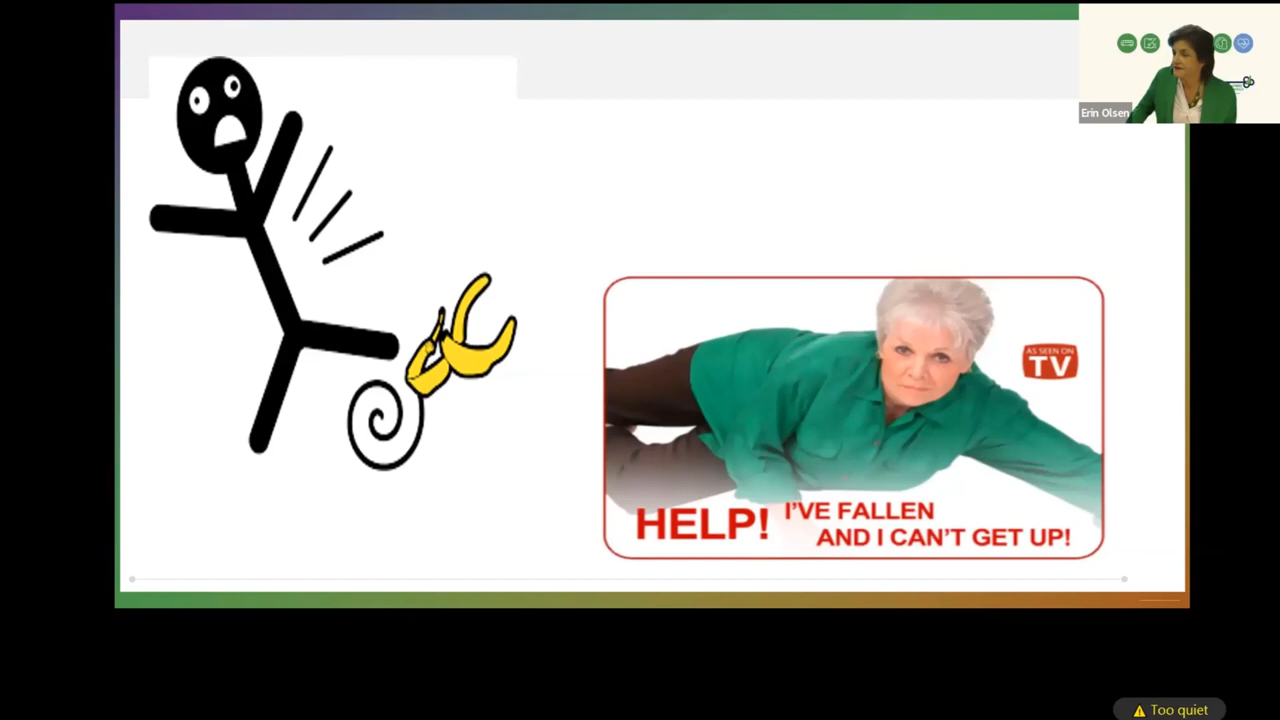 Erin Olsen
AS SEEN ON
TV
HELP! I'VE FALLEN
AND I CAN'T GET UP!
Too quiet